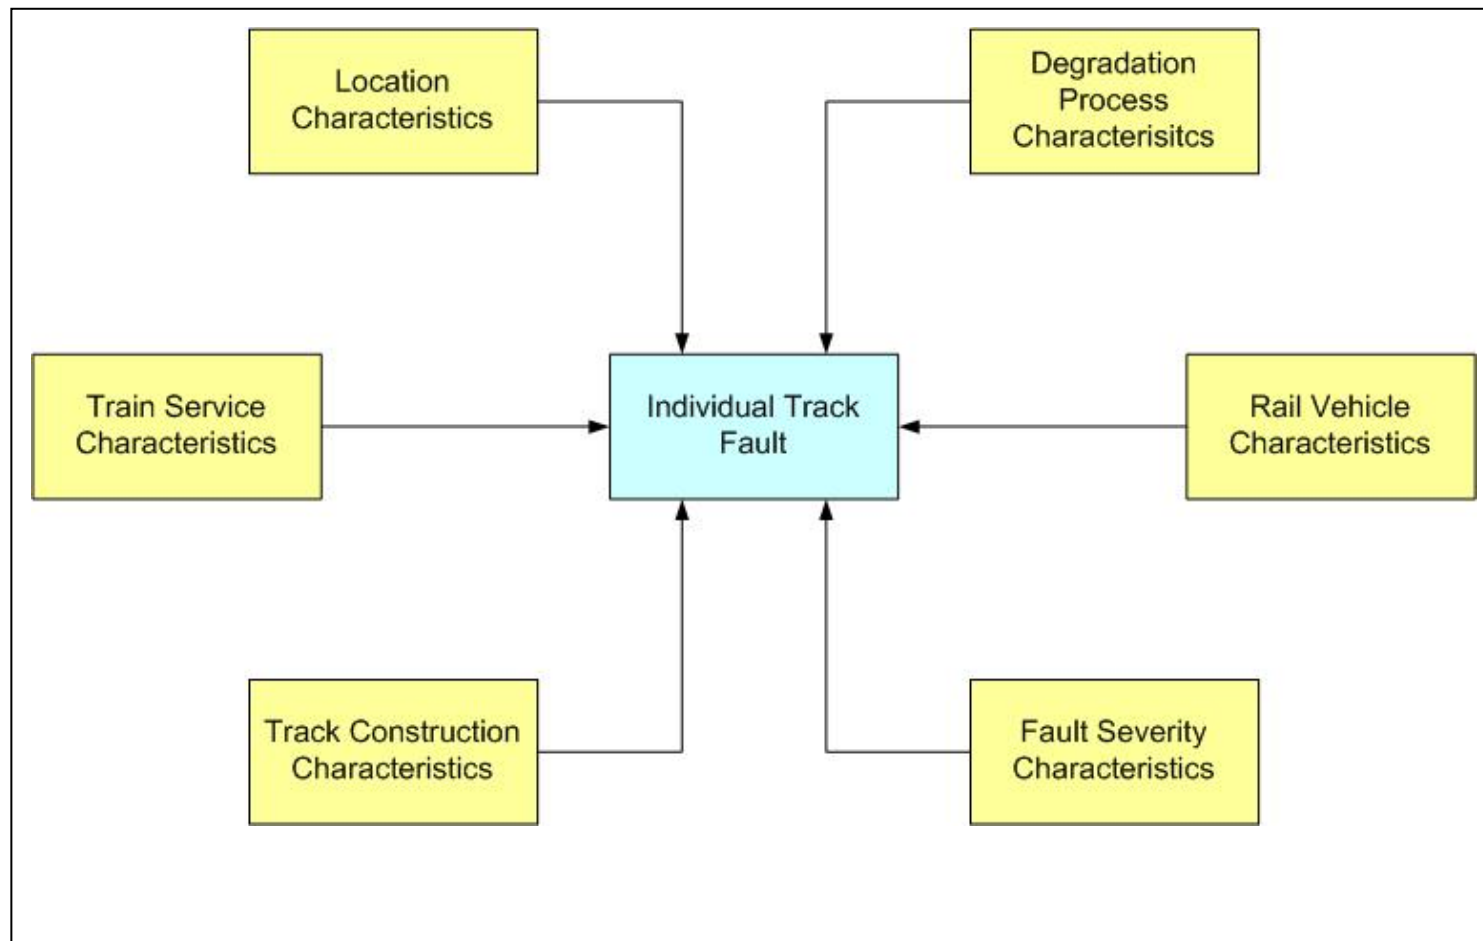 Location
Characteristics
Degradation
Process
Characterisitcs
Train Service
Characteristics
Individual Track
Fault
Rail Vehicle
Characteristics
Track Construction
Characteristics
Fault Severity
Characteristics